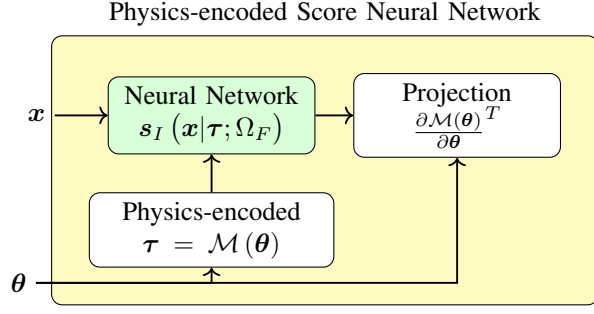 Physics-encoded Score Neural Network
Neural Network
𝒔_I (𝒙|𝝉; Ω_F)
Projection
∂ℳ(𝜽)/∂𝜽 ^T
𝒙
Physics-encoded
𝝉 = ℳ (𝜽)
𝜽